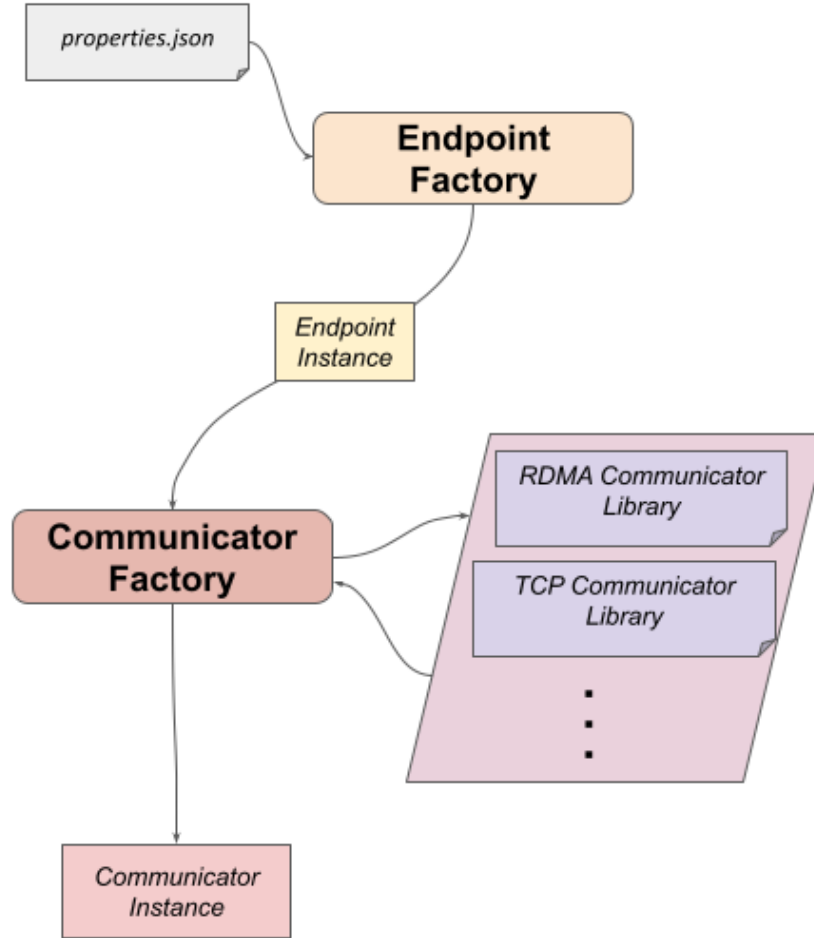 properties.json
Endpoint
Factory
Endpoint
Instance
RDMA Communicator
Library
Communicator
Factory
TCP Communicator
Library
Communicator
Instance